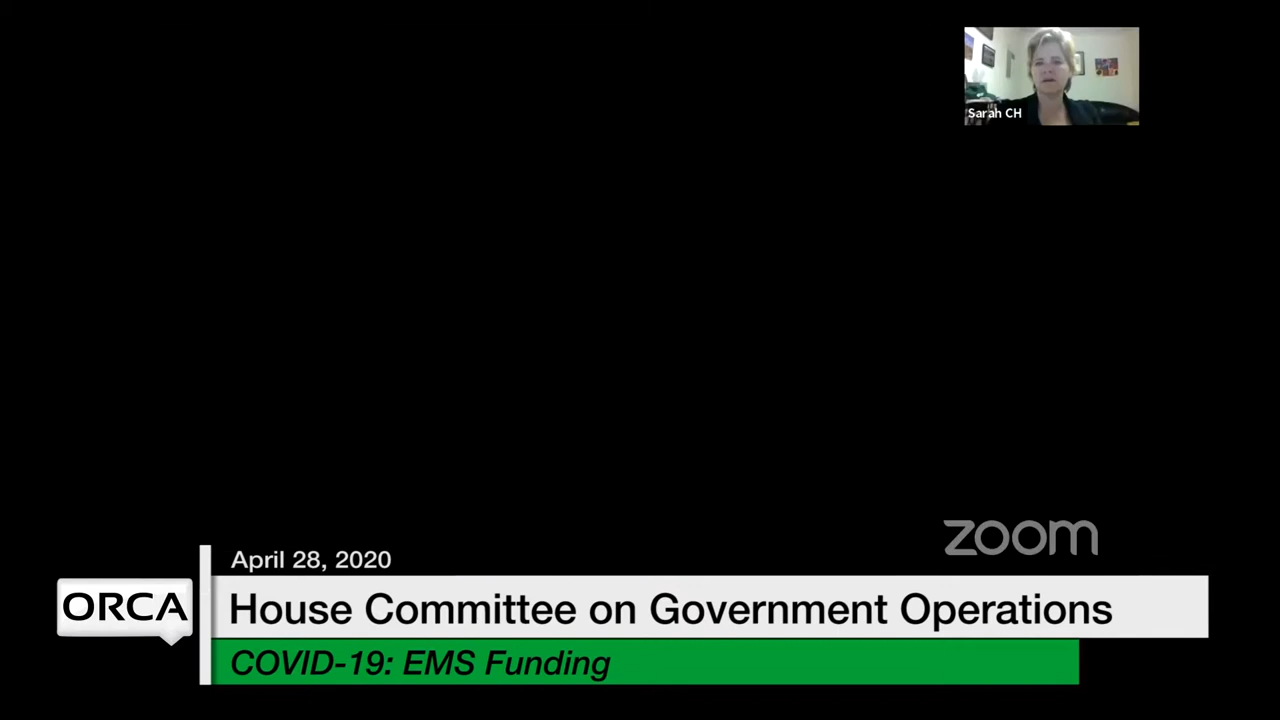 Sarah CH
zoom
April 28, 2020
ORCA
House Committee on Government Operations
COVID-19: EMS Funding